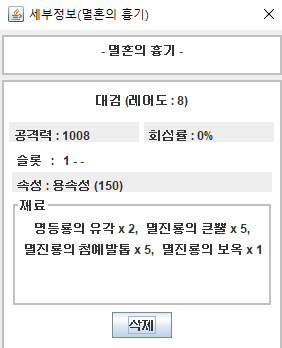 세부정보(멸혼의 흉기)
- 멸혼의 흉기 -
대검 (레어도 : 8)
공격력 : 1008 회심률 : 0%
슬롯 : 1 - -
속성 : 용속성 (150)
재료
명등룡의 유각 x 2, 멸진룡의 큰뿔 x 5,
멸진룡의 첨예발톱 x 5, 멸진룡의 보옥 x 1
삭제